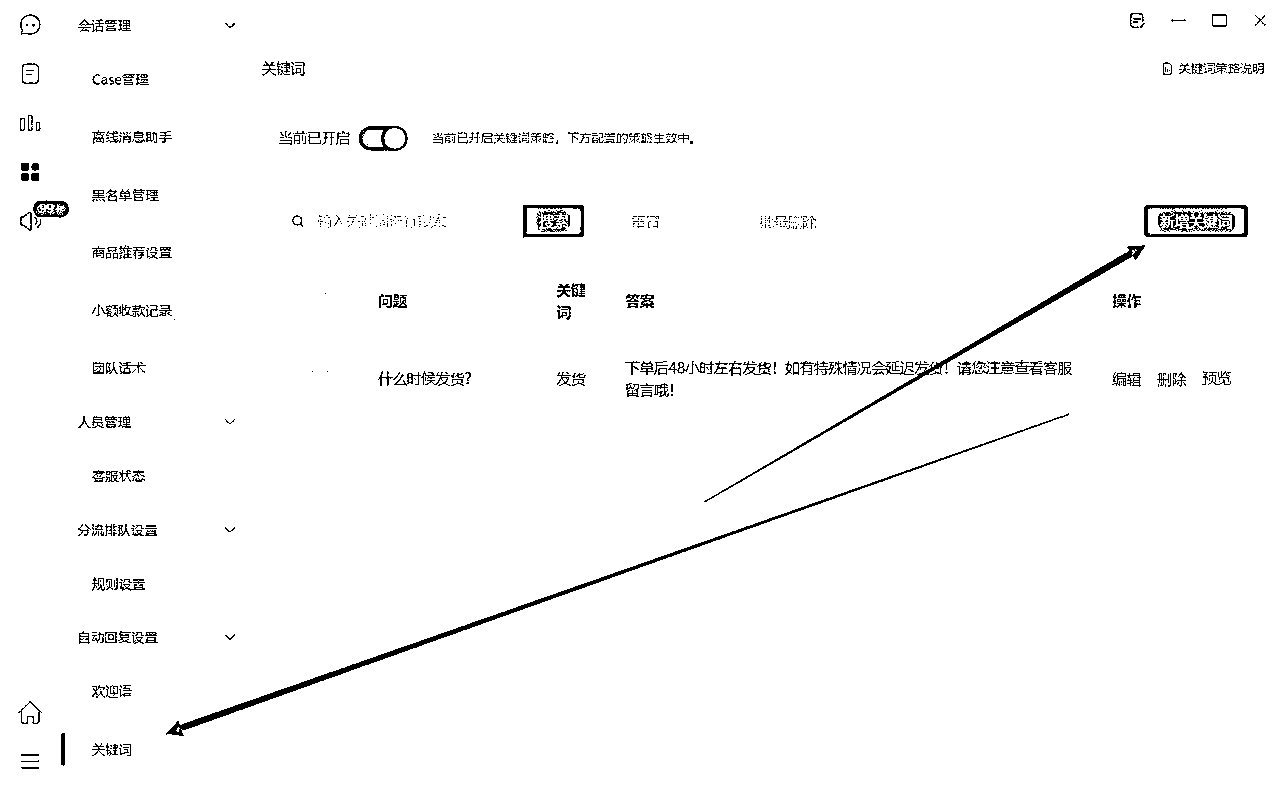 会话管理
Case管理
离线消息助手
黑名单管理
商品推荐设置
小额收款记录
团队话术
人员管理
客服状态
分流排队设置
规则设置
自动回复设置
欢迎语
关键词
99+
关键词
关键词策略说明
当前已开启
当前已开启关键词策略，下方配置的策略生效中。
输入关键词进行搜索
搜索
重置
批量删除
新增关键词
问题
关键词
答案
操作
什么时候发货？
发货
下单后48小时左右发货！如有特殊情况会延迟发货！请您注意查看客服
留言哦！
编辑 删除 预览